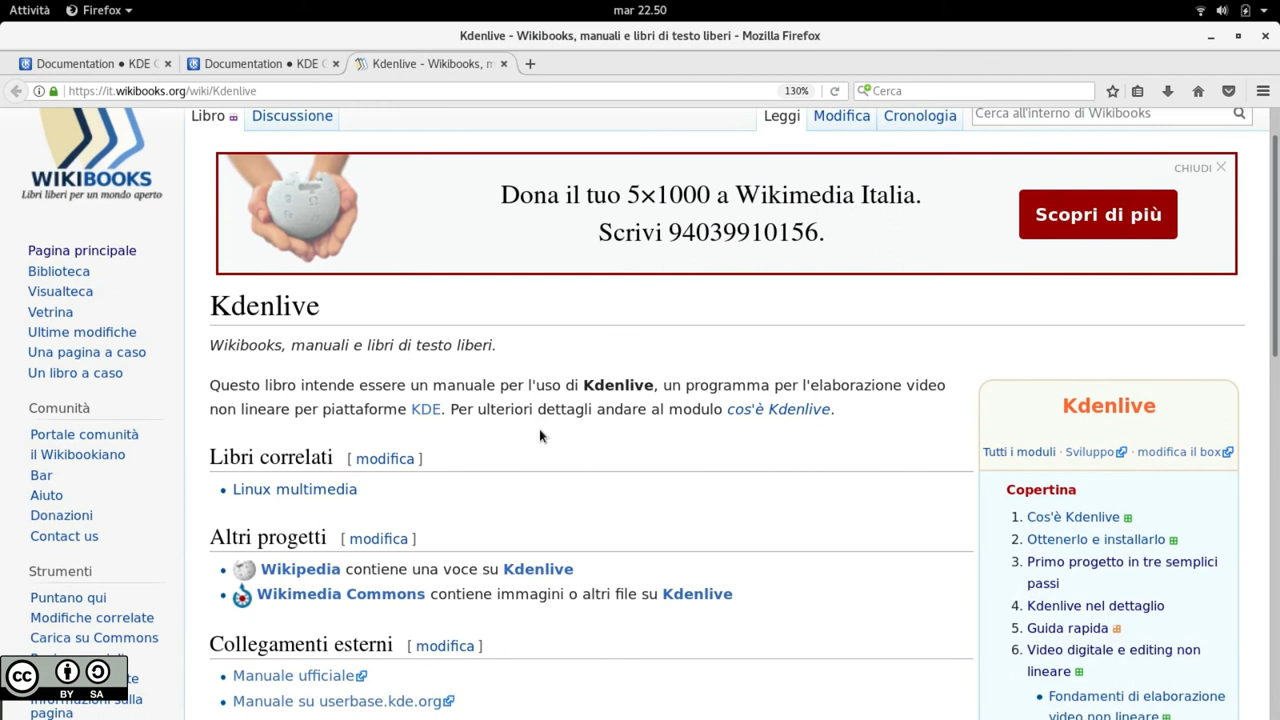 Attività Firefox mar 22.50
Kdenlive - Wikibooks, manuali e libri di testo liberi - Mozilla Firefox
Documentation • KDE Documentation • KDE Kdenlive - Wikibooks, m
https://it.wikibooks.org/wiki/Kdenlive 130% Cerca
Libro Discussione Leggi Modifica Cronologia Cerca all'interno di Wikibooks
WIKIBOOKS
Libri liberi per un mondo aperto
Pagina principale
Biblioteca
Visualteca
Vetrina
Ultime modifiche
Una pagina a caso
Un libro a caso
Comunità
Portale comunità
il Wikibookiano
Bar
Aiuto
Donazioni
Contact us
Strumenti
Puntano qui
Modifiche correlate
Carica su Commons
Informazioni sulla
pagina
CHIUDI
Dona il tuo 5×1000 a Wikimedia Italia.
Scrivi 94039910156.
Scopri di più
Kdenlive
Wikibooks, manuali e libri di testo liberi.
Questo libro intende essere un manuale per l'uso di Kdenlive, un programma per l'elaborazione video
non lineare per piattaforme KDE. Per ulteriori dettagli andare al modulo cos'è Kdenlive.
Libri correlati [ modifica ]
• Linux multimedia
Altri progetti [ modifica ]
• Wikipedia contiene una voce su Kdenlive
• Wikimedia Commons contiene immagini o altri file su Kdenlive
Collegamenti esterni [ modifica ]
• Manuale ufficiale
• Manuale su userbase.kde.org
Kdenlive
Tutti i moduli · Sviluppo · modifica il box
Copertina
1. Cos'è Kdenlive
2. Ottenerlo e installarlo
3. Primo progetto in tre semplici
passi
4. Kdenlive nel dettaglio
5. Guida rapida
6. Video digitale e editing non
lineare
• Fondamenti di elaborazione
video non lineare
cc BY SA